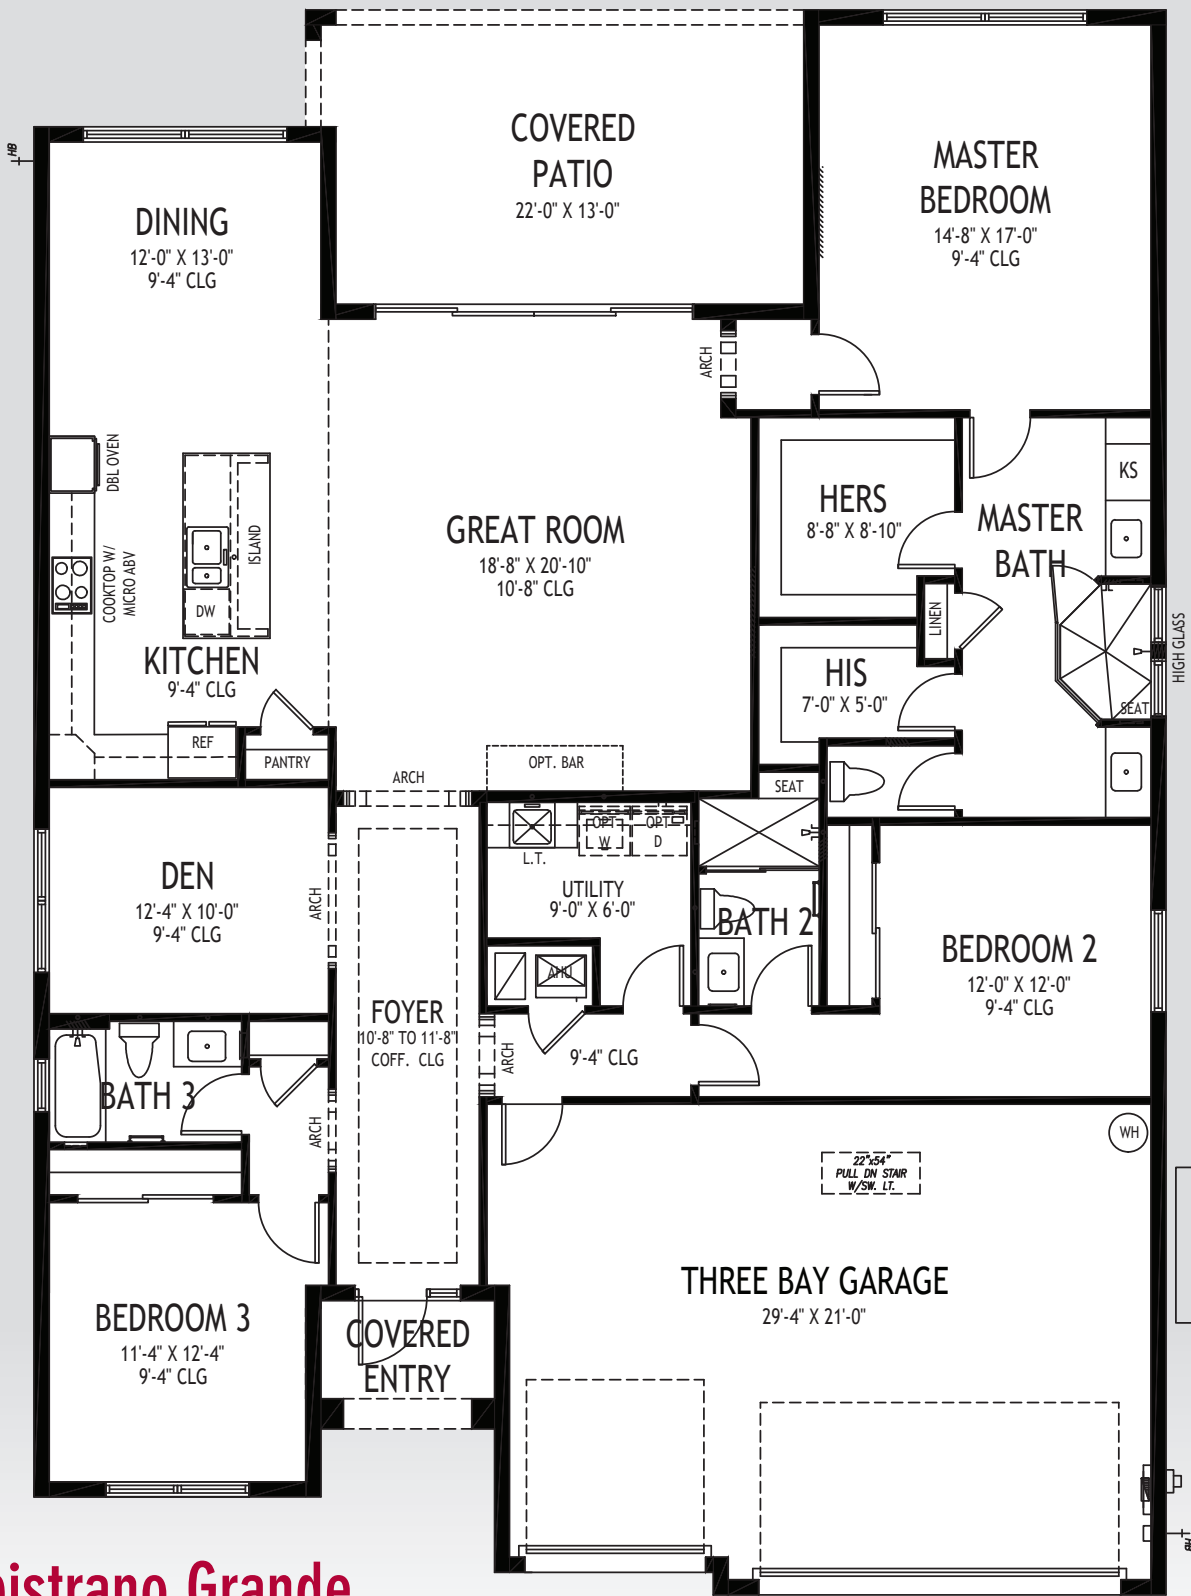 COVERED
PATIO
22'-0" X 13'-0"
MASTER
BEDROOM
14'-8" X 17'-0"
9'-4" CLG
HB
DINING
12'-0" X 13'-0"
9'-4" CLG
ARCH
DBL OVEN
COOKTOP W/
MICRO ABV
ISLAND
DW
KITCHEN
9'-4" CLG
REF
PANTRY
GREAT ROOM
18'-8" X 20'-10"
10'-8" CLG
HERS
8'-8" X 8'-10"
MASTER
BATH
KS
LINEN
HIS
7'-0" X 5'-0"
HIGH GLASS
SEAT
OPT. BAR
ARCH
SEAT
OPT
W
OPT
D
L.T.
UTILITY
9'-0" X 6'-0"
DEN
12'-4" X 10'-0"
9'-4" CLG
ARCH
BATH 2
BEDROOM 2
12'-0" X 12'-0"
9'-4" CLG
AHU
FOYER
10'-8" TO 11'-8"
COFF. CLG
ARCH
9'-4" CLG
BATH 3
ARCH
WH
22"x54"
PULL DN STAIR
W/SW. LT.
THREE BAY GARAGE
29'-4" X 21'-0"
BEDROOM 3
11'-4" X 12'-4"
9'-4" CLG
COVERED
ENTRY
HB
pistrano Grande